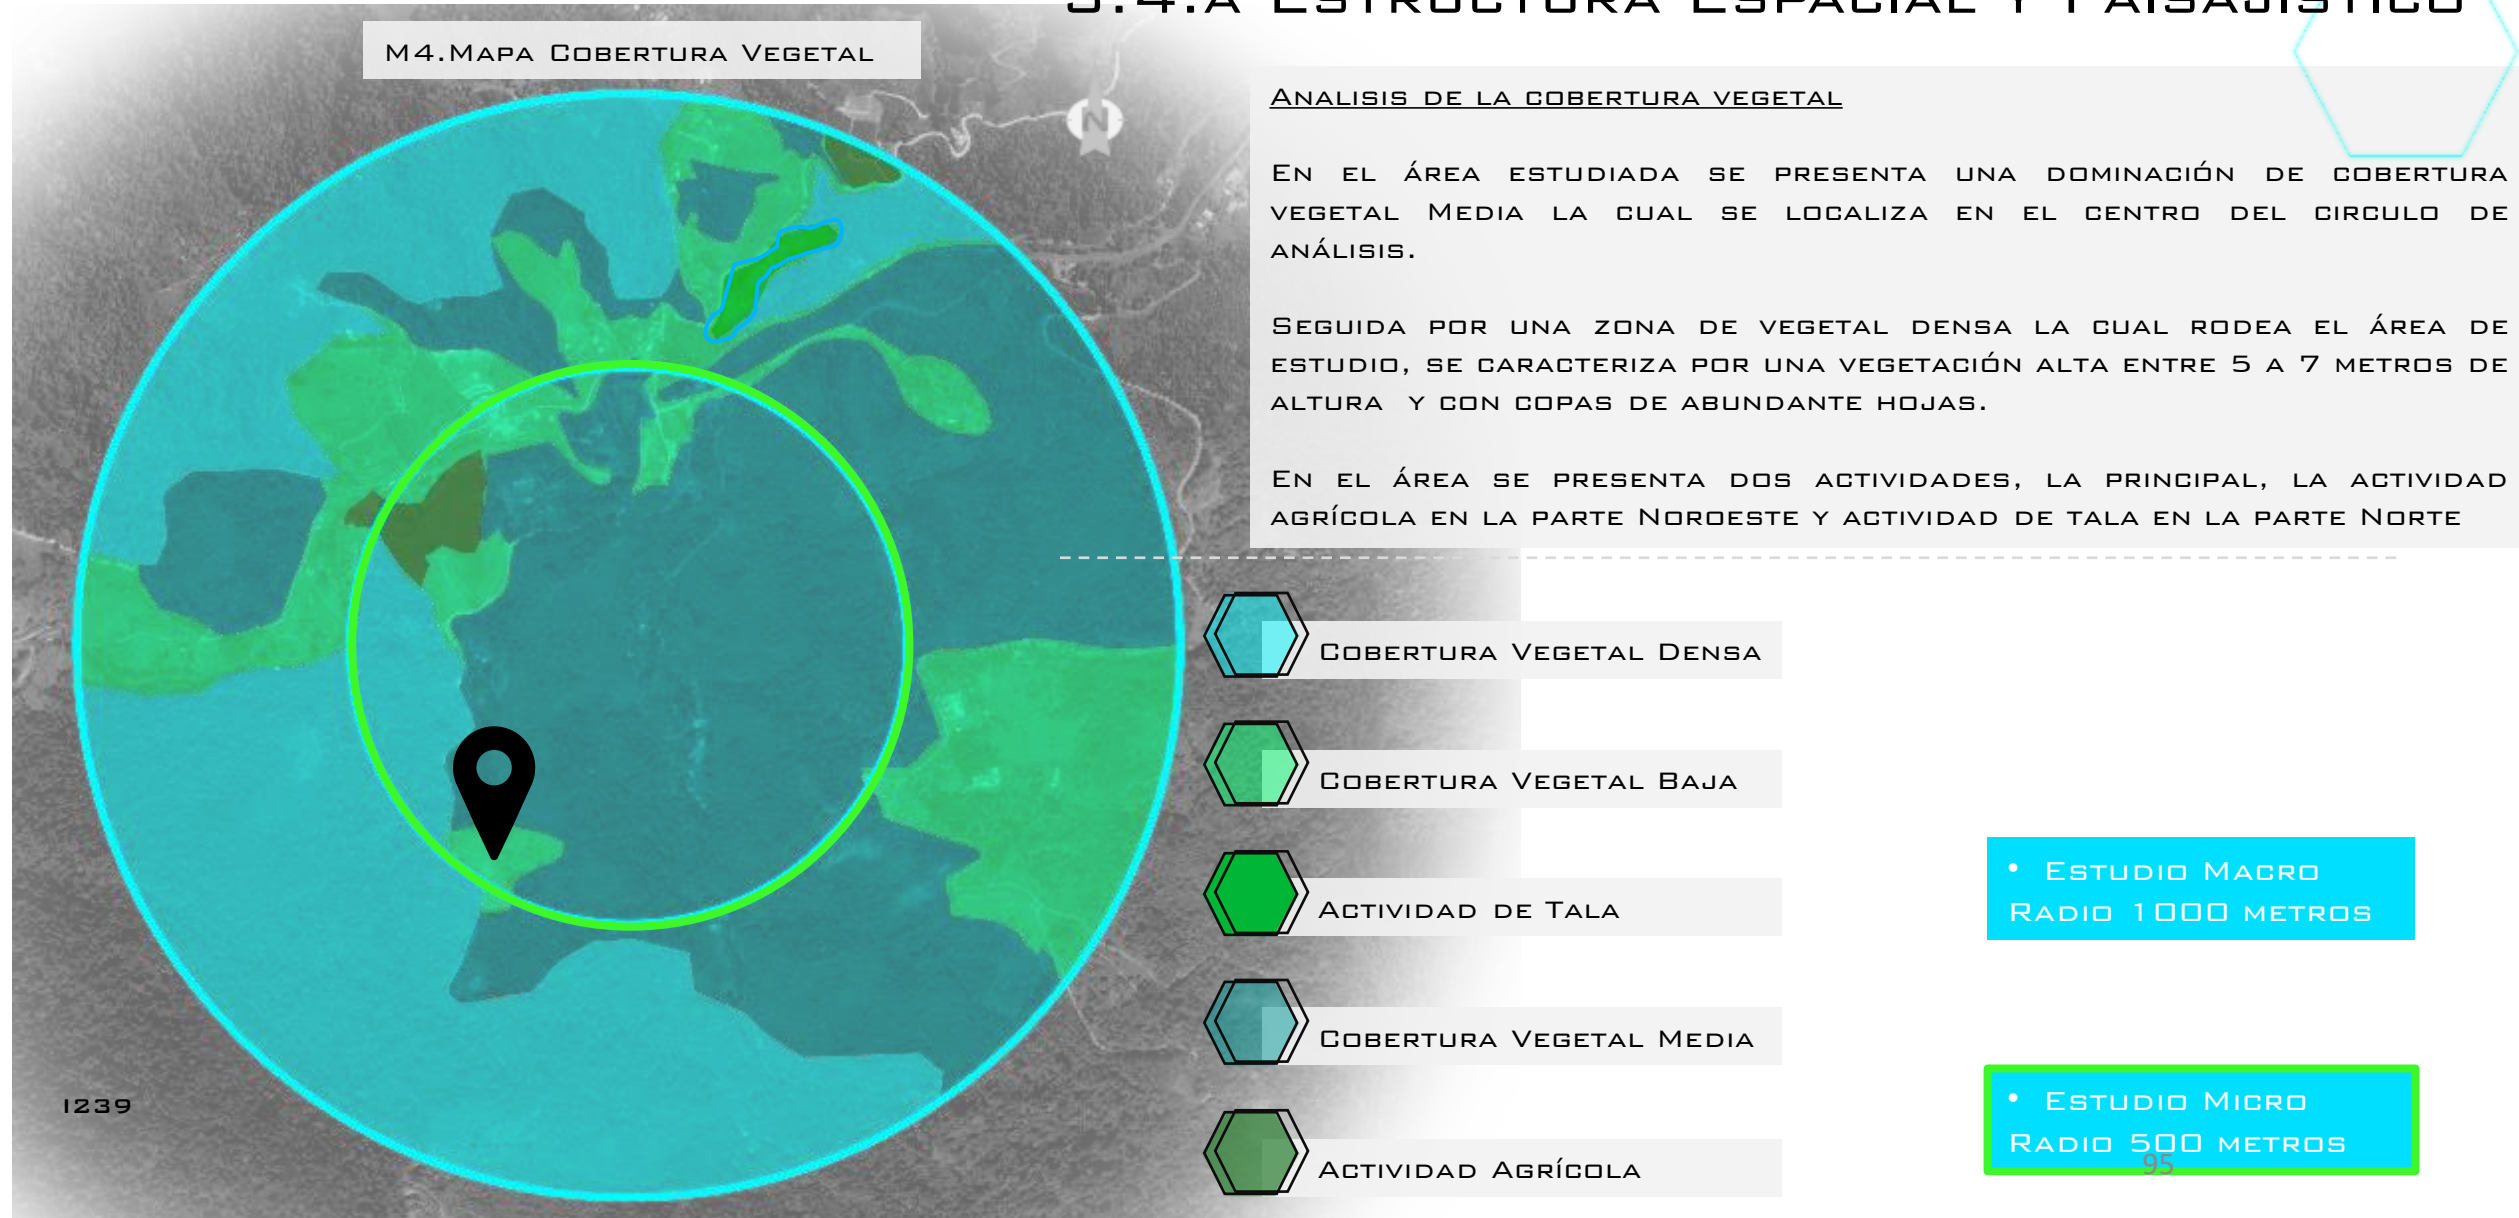 3.4.A Estructura Espacial y Paisajístico
M4.Mapa Cobertura Vegetal
N
Analisis de la cobertura vegetal
En el área estudiada se presenta una dominación de cobertura
vegetal Media la cual se localiza en el centro del circulo de
análisis.
Seguida por una zona de vegetal densa la cual rodea el área de
estudio, se caracteriza por una vegetación alta entre 5 a 7 metros de
altura y con copas de abundante hojas.
En el área se presenta dos actividades, la principal, la actividad
agrícola en la parte Noroeste y actividad de tala en la parte Norte
Cobertura Vegetal Densa
Cobertura Vegetal Baja
Actividad de Tala
Cobertura Vegetal Media
Actividad Agrícola
• Estudio Macro
Radio 1000 metros
• Estudio Micro
Radio 500 metros
95
1239